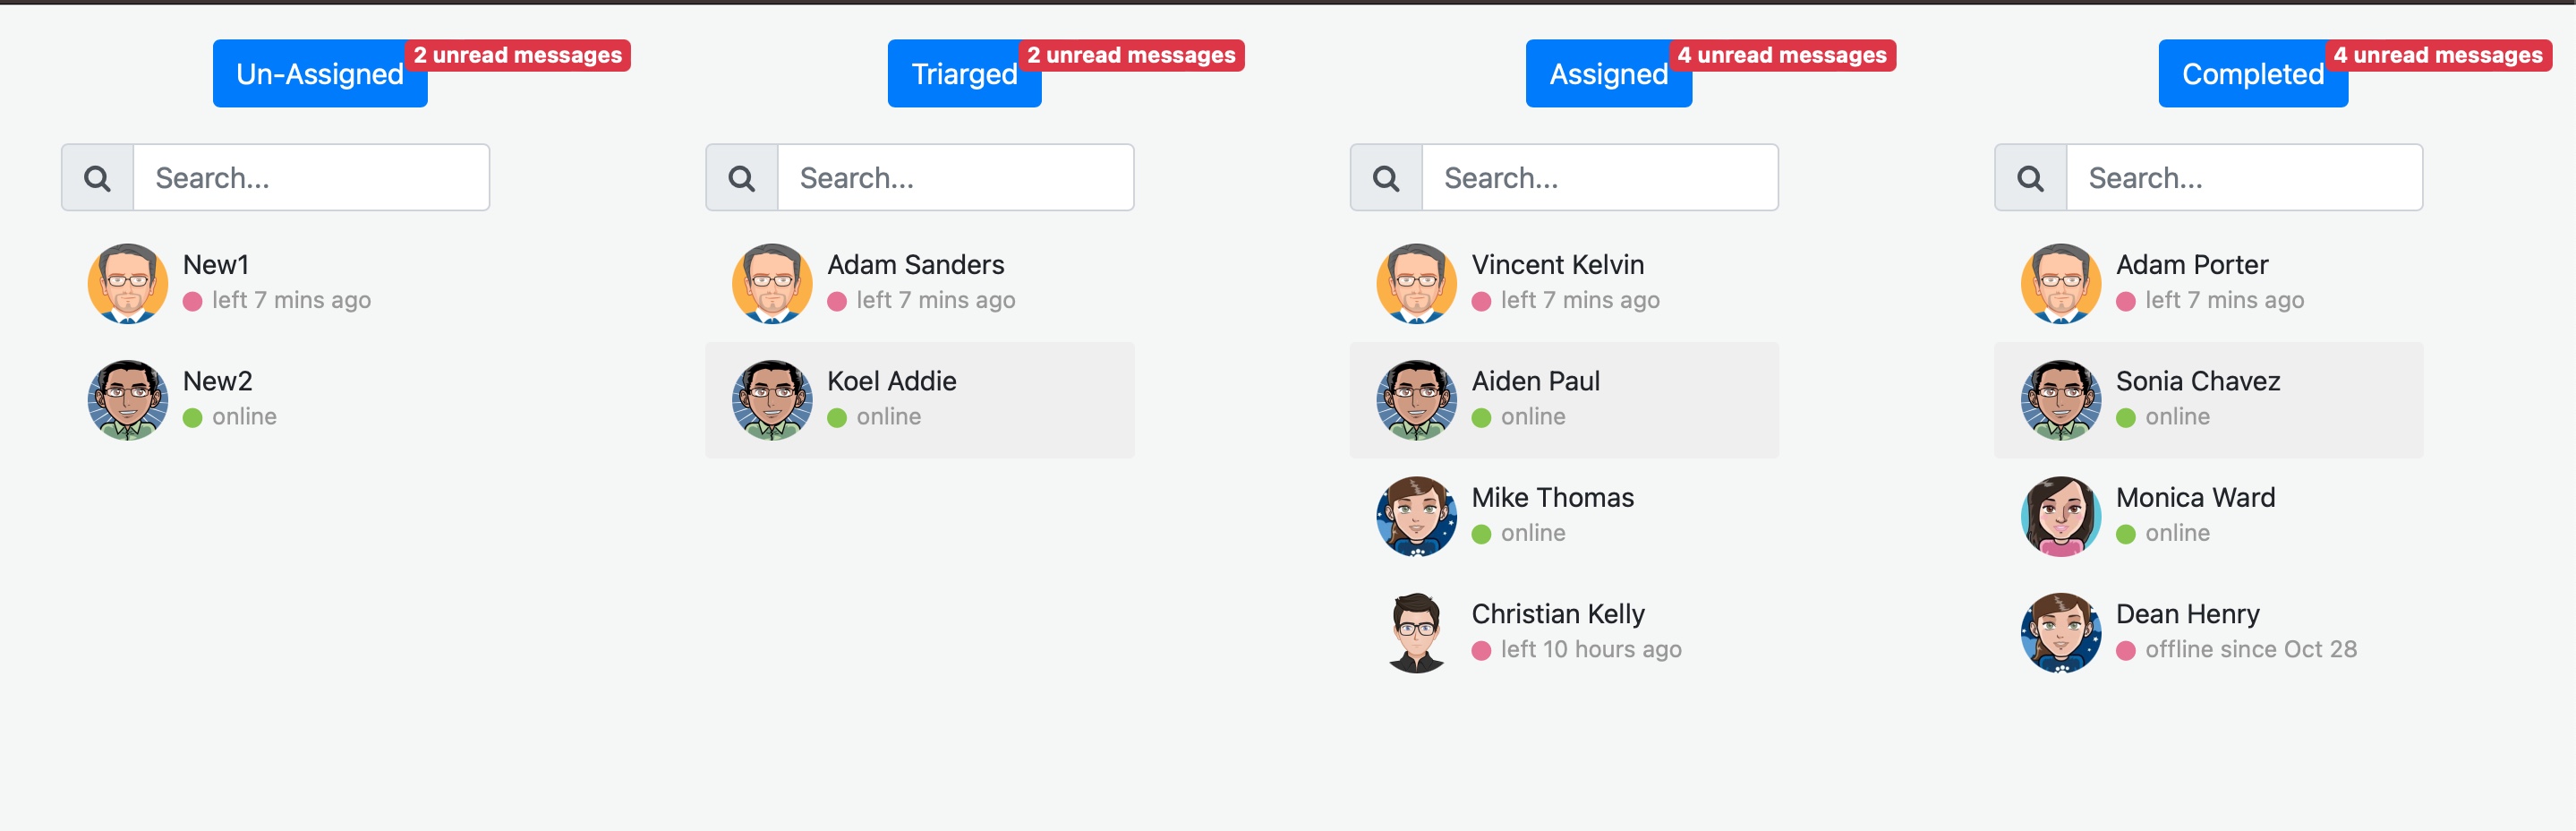 Un-Assigned
2 unread messages
Search...
New1
left 7 mins ago
New2
online
Triarged
2 unread messages
Search...
Adam Sanders
left 7 mins ago
Koel Addie
online
Assigned
4 unread messages
Search...
Vincent Kelvin
left 7 mins ago
Aiden Paul
online
Mike Thomas
online
Christian Kelly
left 10 hours ago
Completed
4 unread messages
Search...
Adam Porter
left 7 mins ago
Sonia Chavez
online
Monica Ward
online
Dean Henry
offline since Oct 28